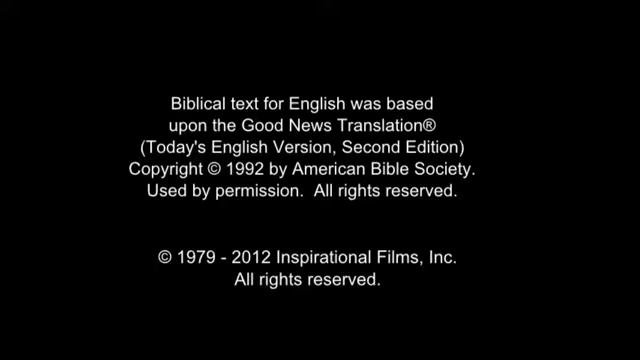 Biblical text for English was based
upon the Good News Translation®
(Today's English Version, Second Edition)
Copyright © 1992 by American Bible Society.
Used by permission.  All rights reserved.
© 1979 - 2012 Inspirational Films, Inc.
All rights reserved.